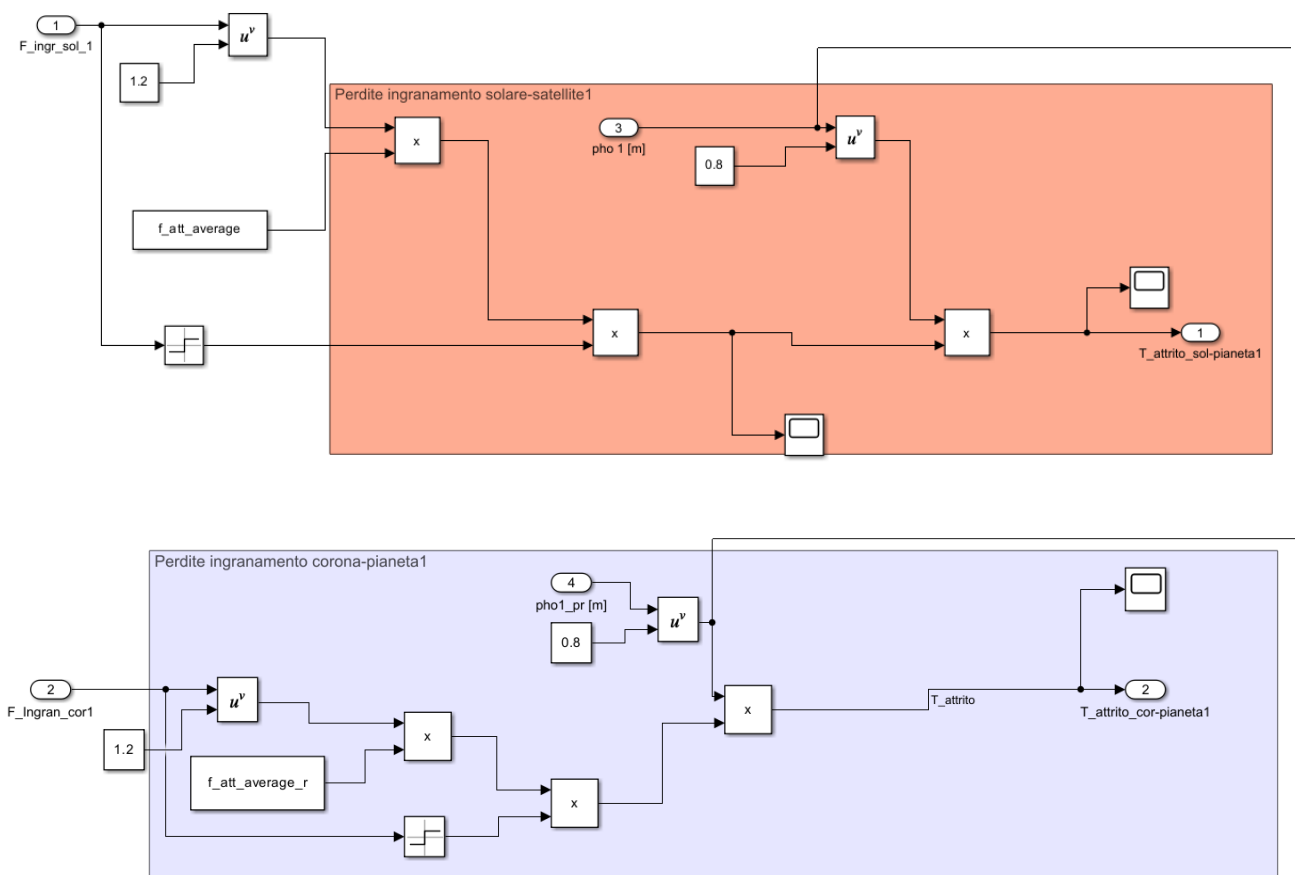 1
F_ingr_sol_1
u^v
1.2
Perdite ingranamento solare-satellite1
x
3
pho 1 [m]
u^v
0.8
f_att_average
x
x
1
T_attrito_sol-pianeta1
Perdite ingranamento corona-pianeta1
4
pho1_pr [m]
u^v
0.8
2
F_Ingran_cor1
u^v
1.2
x
f_att_average_r
x
x
T_attrito
2
T_attrito_cor-pianeta1